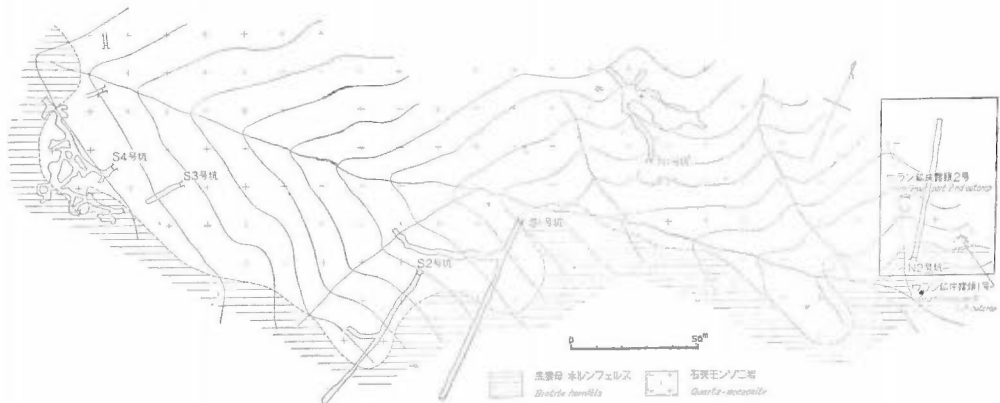 S4号坑
S3号坑
S2号坑
ウラン鉱床露頭2号
N2号坑
ウラン鉱床露頭1号
0 50m
黒雲母ホルンフェルス
Biotite hornfels
石英モンゾニ岩
Quartz-monzonite